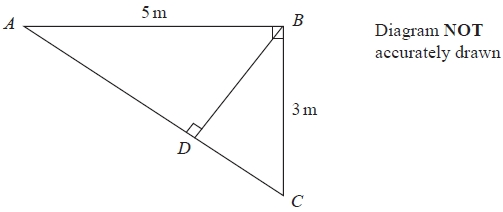 A
5 m
B
Diagram NOT
accurately drawn
3 m
D
C